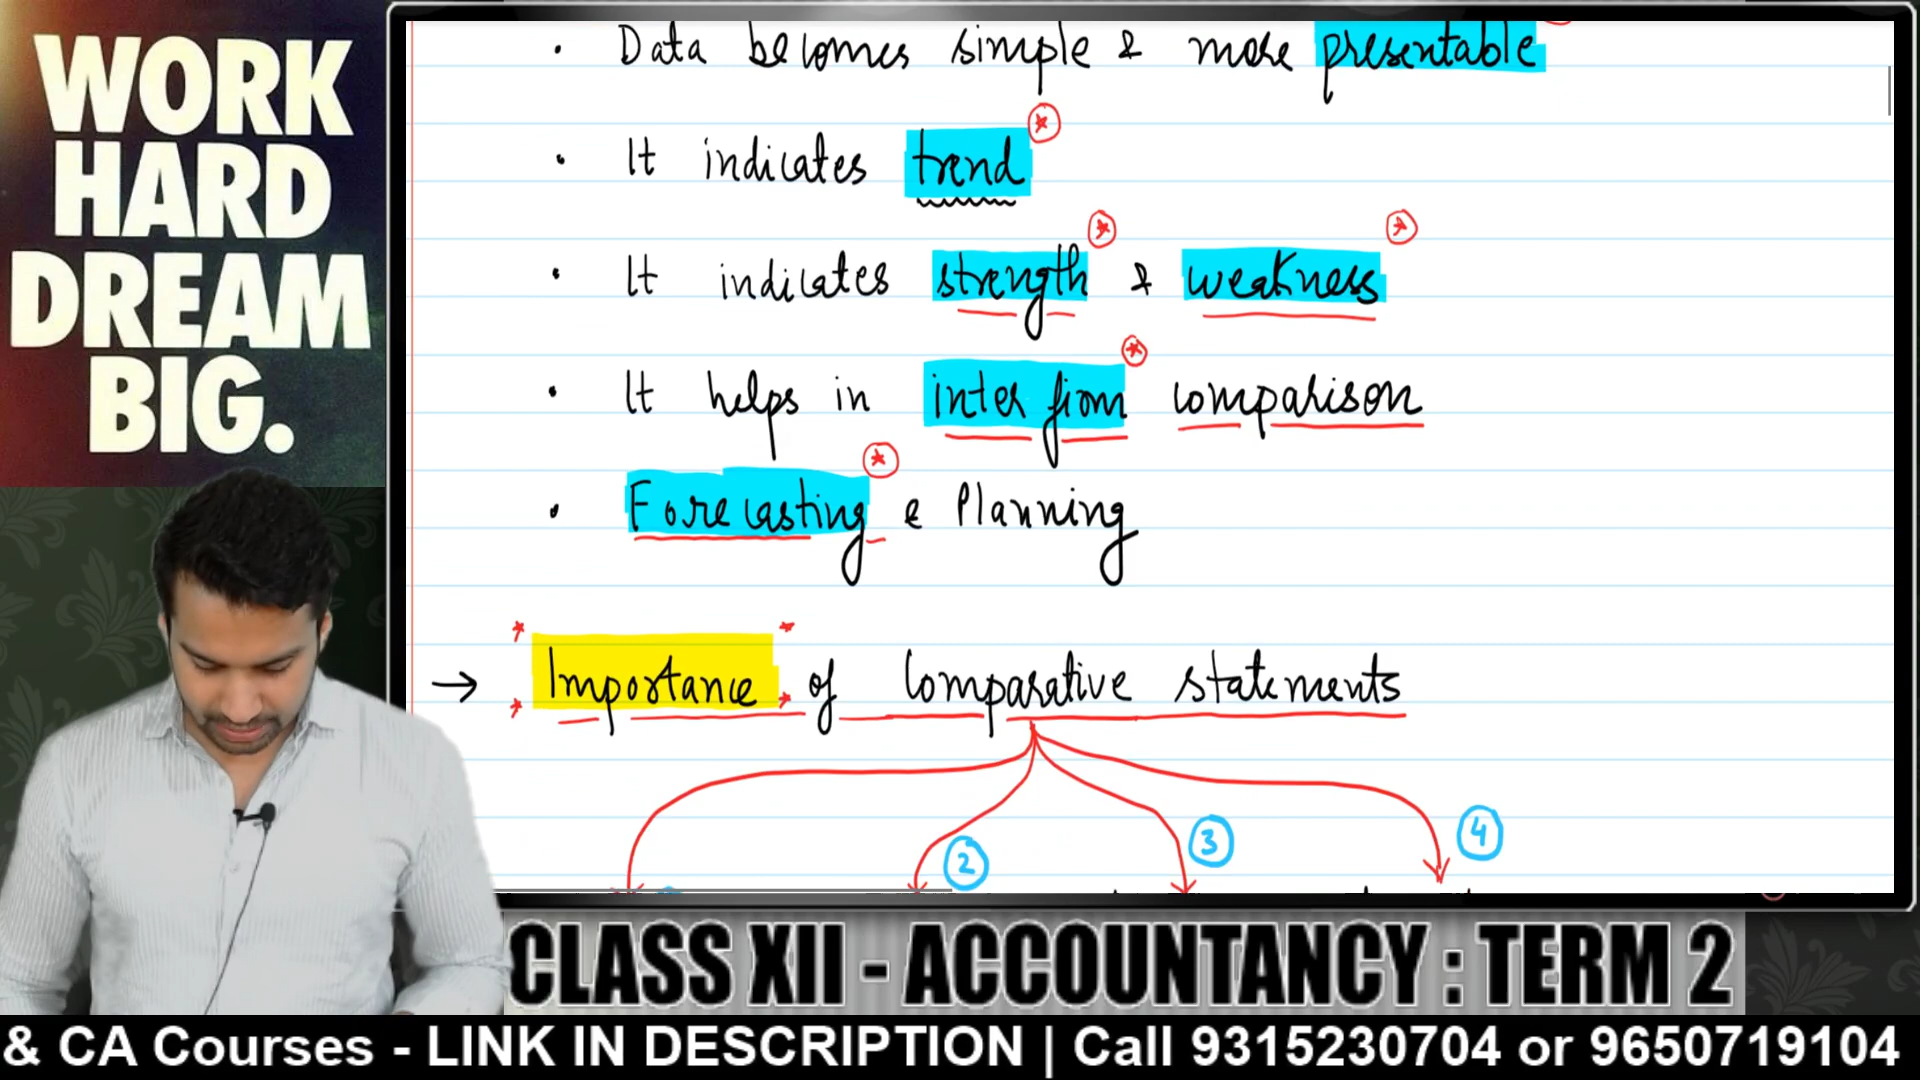 WORK
HARD
DREAM
BIG.
• Data becomes simple & more presentable
• It indicates trend
• It indicates strength & weakness
• It helps in inter firm comparison
• Forecasting & Planning
→ Importance of Comparative statements
2
3
4
CLASS XII - ACCOUNTANCY : TERM 2
& CA Courses - LINK IN DESCRIPTION | Call 9315230704 or 9650719104